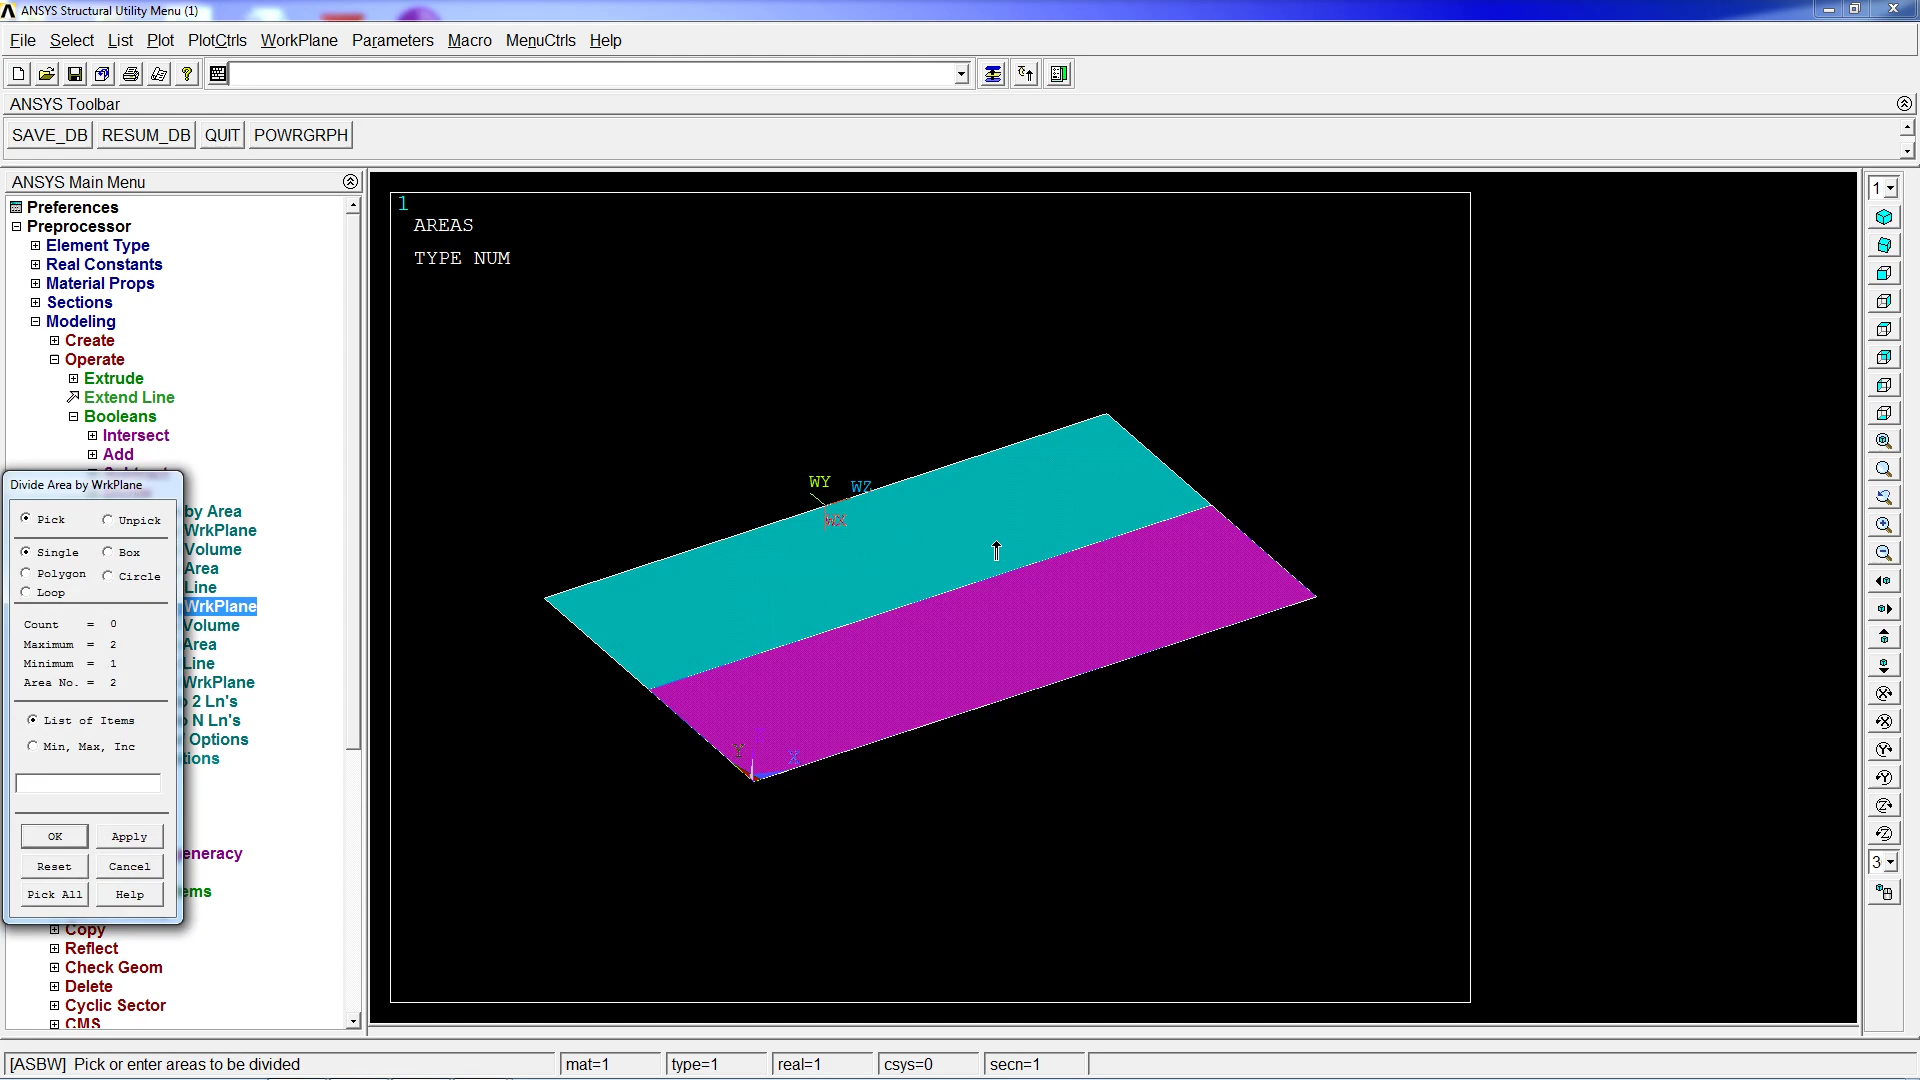 ANSYS Structural Utility Menu (1)
File Select List Plot PlotCtrls WorkPlane Parameters Macro MenuCtrls Help
ANSYS Toolbar
SAVE_DB RESUM_DB QUIT POWRGRPH
ANSYS Main Menu
Preferences
Preprocessor
Element Type
Real Constants
Material Props
Sections
Modeling
Create
Operate
Extrude
Extend Line
Booleans
Intersect
Add
Divide Area by WrkPlane
Pick Unpick
Single Box
Polygon Circle
Loop
Count = 0
Maximum = 2
Minimum = 1
Area No. = 2
List of Items
Min, Max, Inc
OK Apply
Reset Cancel
Pick All Help
by Area
WrkPlane
Volume
Area
Line
WrkPlane
Volume
Area
Line
WrkPlane
2 Ln's
N Ln's
Options
tions
eneracy
ems
Copy
Reflect
Check Geom
Delete
Cyclic Sector
CMS
1
AREAS
TYPE NUM
WY
WZ
WX
Y
X
1
3
[ASBW] Pick or enter areas to be divided
mat=1
type=1
real=1
csys=0
secn=1